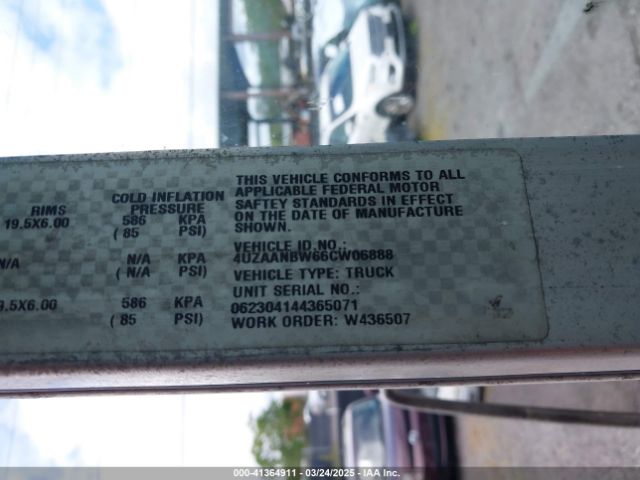 RIMS
COLD INFLATION
PRESSURE
19.5X6.00
586 KPA
( 85 PSI)
N/A
N/A KPA
( N/A PSI)
9.5X6.00
586 KPA
( 85 PSI)
THIS VEHICLE CONFORMS TO ALL
APPLICABLE FEDERAL MOTOR
SAFTEY STANDARDS IN EFFECT
ON THE DATE OF MANUFACTURE
SHOWN.
VEHICLE ID.NO.:
4UZAANBW66CW06888
VEHICLE TYPE: TRUCK
UNIT SERIAL NO.:
062304144365071
WORK ORDER: W436507
000-41364911 - 03/24/2025 - IAA Inc.